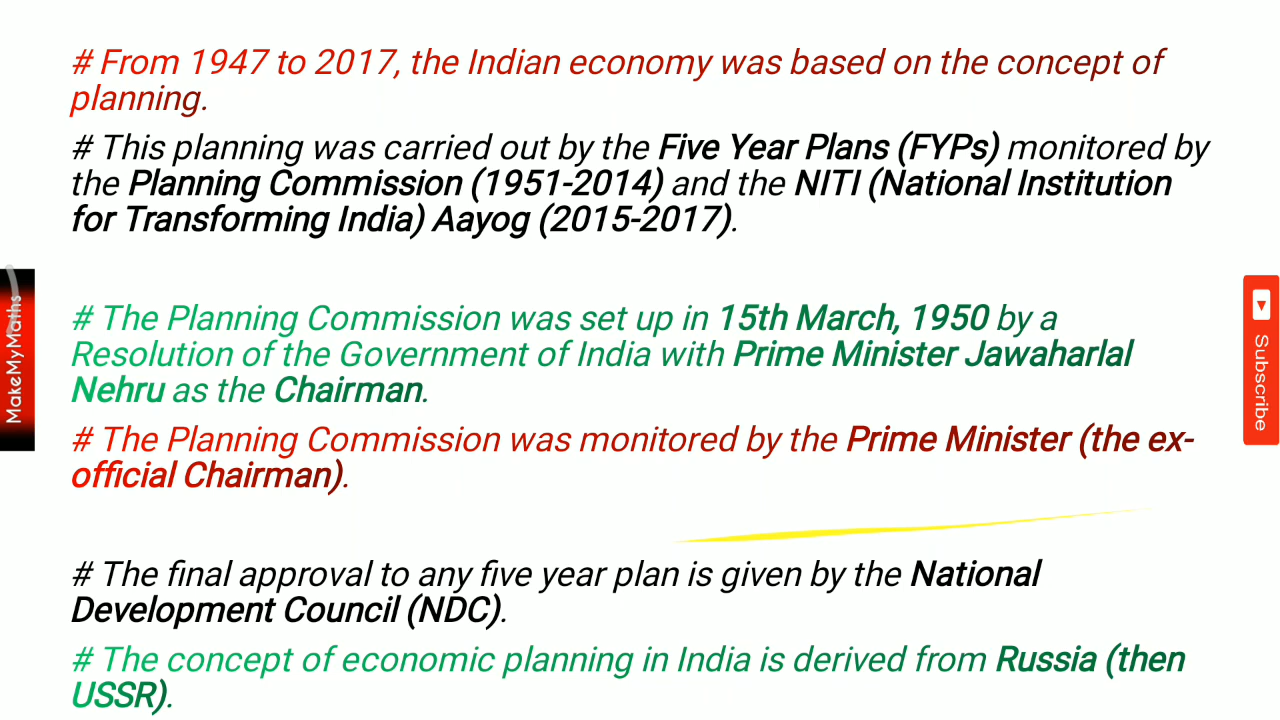 # From 1947 to 2017, the Indian economy was based on the concept of
planning.
# This planning was carried out by the Five Year Plans (FYPs) monitored by
the Planning Commission (1951-2014) and the NITI (National Institution
for Transforming India) Aayog (2015-2017).
# The Planning Commission was set up in 15th March, 1950 by a
Resolution of the Government of India with Prime Minister Jawaharlal
Nehru as the Chairman.
# The Planning Commission was monitored by the Prime Minister (the ex-
official Chairman).
# The final approval to any five year plan is given by the National
Development Council (NDC).
# The concept of economic planning in India is derived from Russia (then
USSR).
MakeMyMaths
Subscribe